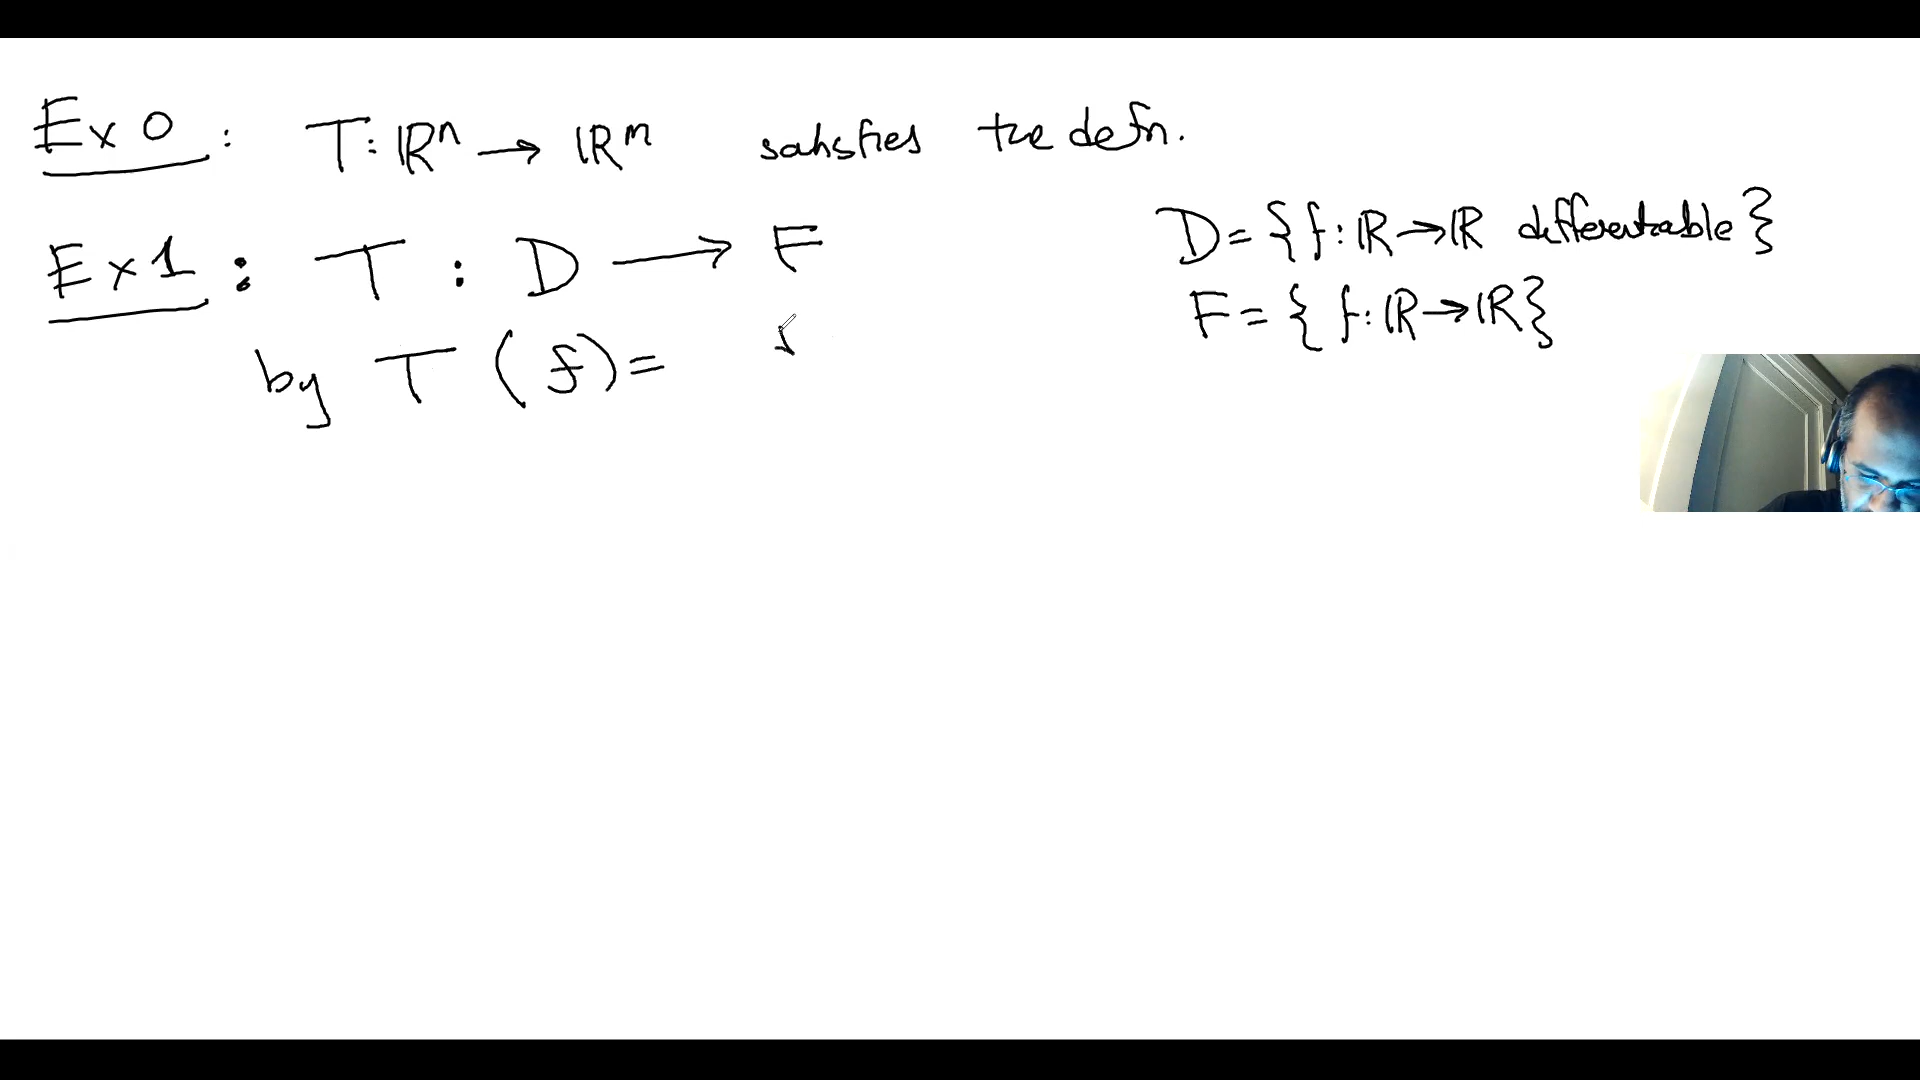 Ex 0 : T : ℝⁿ → ℝᵐ satisfies the defn.
D = { f : ℝ → ℝ differentiable }
Ex 1 : T : D → F
F = { f : ℝ → ℝ }
by T ( f ) =